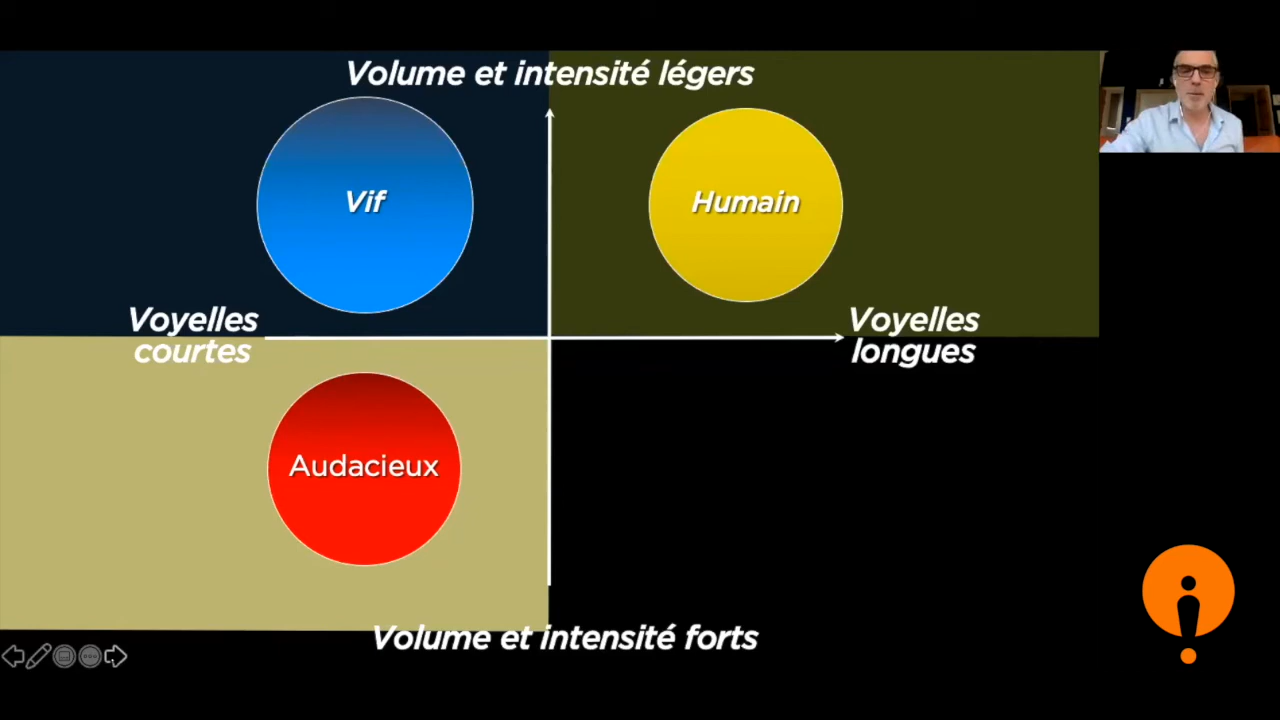 Volume et intensité légers
Vif
Humain
Voyelles
courtes
Voyelles
longues
Audacieux
Volume et intensité forts